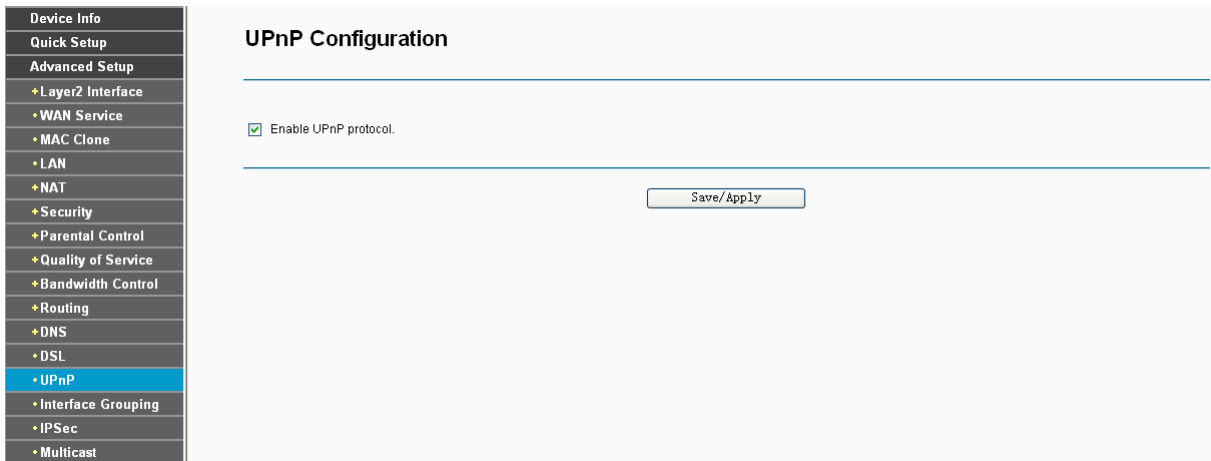 Device Info
Quick Setup
Advanced Setup
+Layer2 Interface
•WAN Service
•MAC Clone
•LAN
+NAT
+Security
+Parental Control
+Quality of Service
+Bandwidth Control
+Routing
+DNS
•DSL
•UPnP
•Interface Grouping
•IPSec
•Multicast
UPnP Configuration
Enable UPnP protocol.
Save/Apply